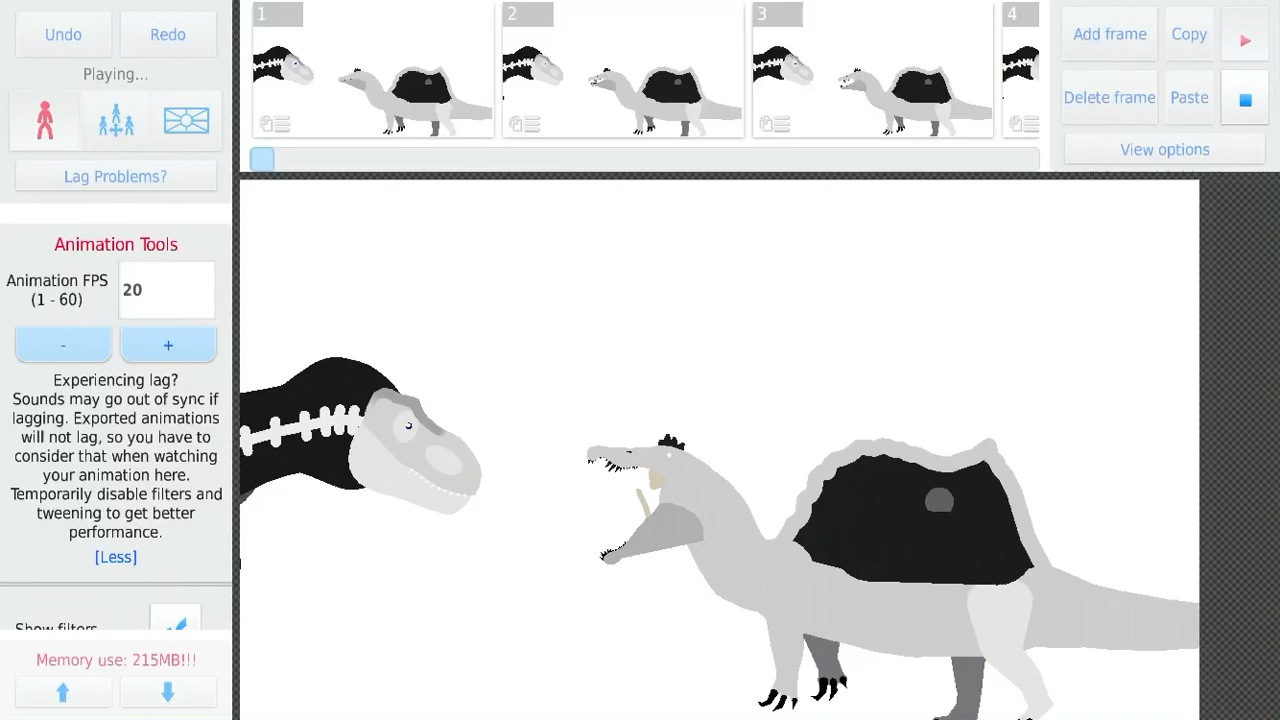 Undo
Redo
Playing...
Lag Problems?
Animation Tools
Animation FPS
(1 - 60)
20
-
+
Experiencing lag?
Sounds may go out of sync if
lagging. Exported animations
will not lag, so you have to
consider that when watching
your animation here.
Temporarily disable filters and
tweening to get better
performance.
[Less]
Show filters
Memory use: 215MB!!!
1
2
3
4
Add frame
Copy
Delete frame
Paste
View options